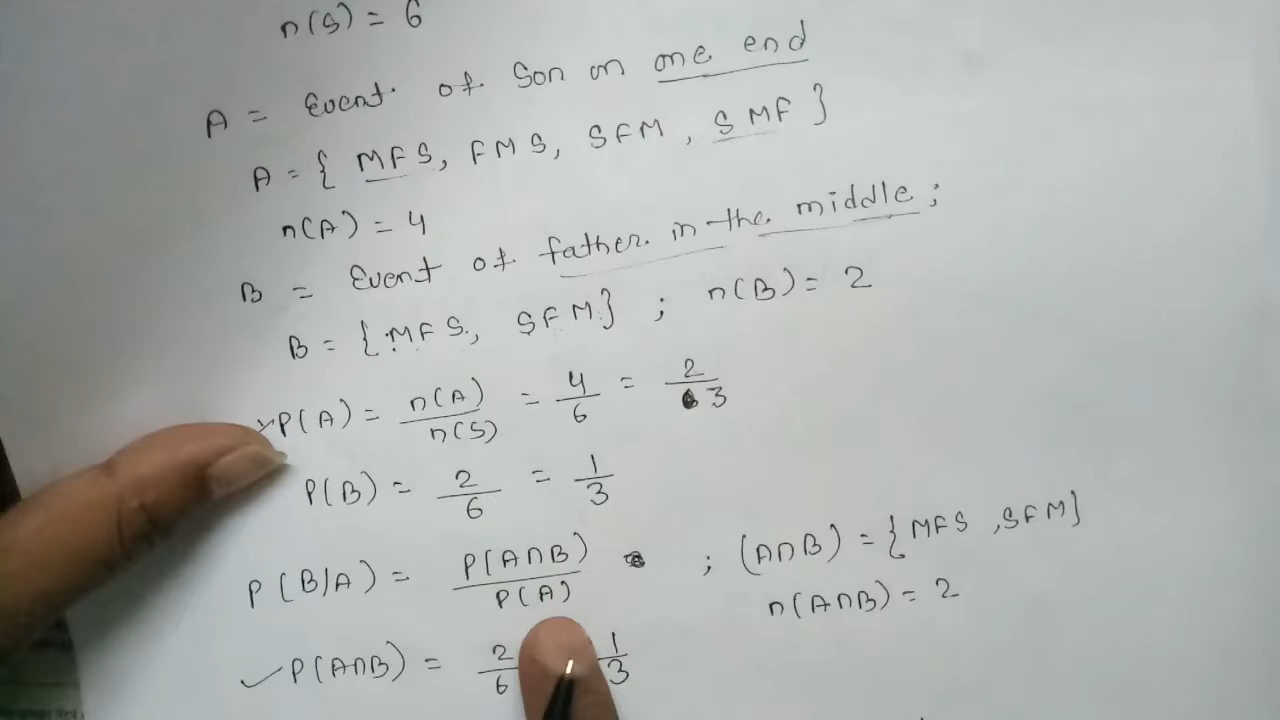 n(S) = 6
A = Event of Son on one end
A = { MFS, FMS, SFM, SMF }
n(A) = 4
B = Event of father in the middle ;
B = { MFS, SFM} ; n(B) = 2
P(A) = n(A)/n(S) = 4/6 = 2/3
P(B) = 2/6 = 1/3
P(B/A) = P(A∩B)/P(A) ; (A∩B) = { MFS, SFM}
n(A∩B) = 2
P(A∩B) = 2/6 1/3